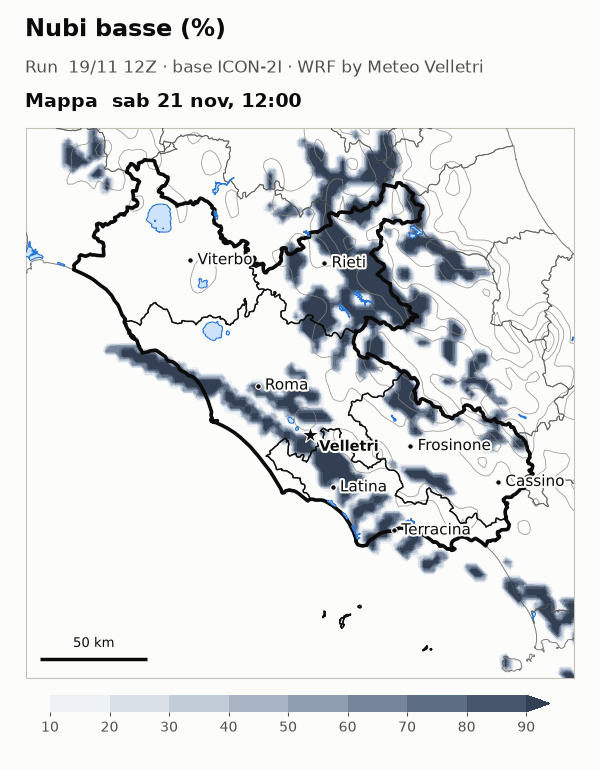 Nubi basse (%)
Run 19/11 12Z · base ICON-2I · WRF by Meteo Velletri
Mappa sab 21 nov, 12:00
Viterbo
Rieti
Roma
Velletri
Frosinone
Latina
Cassino
Terracina
50 km
10 20 30 40 50 60 70 80 90